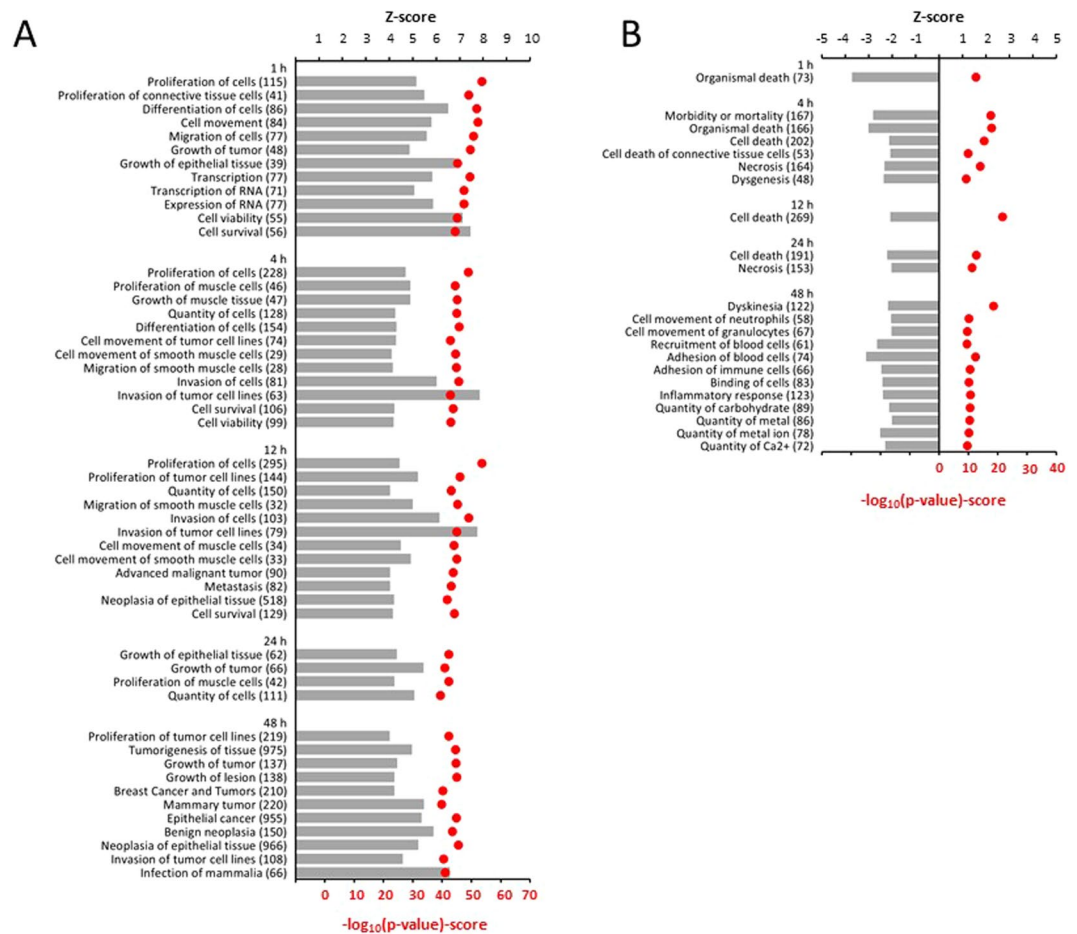 A
Z-score
1 2 3 4 5 6 7 8 9 10
1 h
Proliferation of cells (115)
Proliferation of connective tissue cells (41)
Differentiation of cells (86)
Cell movement (84)
Migration of cells (77)
Growth of tumor (48)
Growth of epithelial tissue (39)
Transcription (77)
Transcription of RNA (71)
Expression of RNA (77)
Cell viability (55)
Cell survival (56)
4 h
Proliferation of cells (228)
Proliferation of muscle cells (46)
Growth of muscle tissue (47)
Quantity of cells (128)
Differentiation of cells (154)
Cell movement of tumor cell lines (74)
Cell movement of smooth muscle cells (29)
Migration of smooth muscle cells (28)
Invasion of cells (81)
Invasion of tumor cell lines (63)
Cell survival (106)
Cell viability (99)
12 h
Proliferation of cells (295)
Proliferation of tumor cell lines (144)
Quantity of cells (150)
Migration of smooth muscle cells (32)
Invasion of cells (103)
Invasion of tumor cell lines (79)
Cell movement of muscle cells (34)
Cell movement of smooth muscle cells (33)
Advanced malignant tumor (90)
Metastasis (82)
Neoplasia of epithelial tissue (518)
Cell survival (129)
24 h
Growth of epithelial tissue (62)
Growth of tumor (66)
Proliferation of muscle cells (42)
Quantity of cells (111)
48 h
Proliferation of tumor cell lines (219)
Tumorigenesis of tissue (975)
Growth of tumor (137)
Growth of lesion (138)
Breast Cancer and Tumors (210)
Mammary tumor (220)
Epithelial cancer (955)
Benign neoplasia (150)
Neoplasia of epithelial tissue (966)
Invasion of tumor cell lines (108)
Infection of mammalia (66)
0 10 20 30 40 50 60 70
-log10(p-value)-score
B
Z-score
-5 -4 -3 -2 -1 0 1 2 3 4 5
1 h
Organismal death (73)
4 h
Morbidity or mortality (167)
Organismal death (166)
Cell death (202)
Cell death of connective tissue cells (53)
Necrosis (164)
Dysgenesis (48)
12 h
Cell death (269)
24 h
Cell death (191)
Necrosis (153)
48 h
Dyskinesia (122)
Cell movement of neutrophils (58)
Cell movement of granulocytes (67)
Recruitment of blood cells (61)
Adhesion of blood cells (74)
Adhesion of immune cells (66)
Binding of cells (83)
Inflammatory response (123)
Quantity of carbohydrate (89)
Quantity of metal (86)
Quantity of metal ion (78)
Quantity of Ca2+ (72)
0 10 20 30 40
-log10(p-value)-score